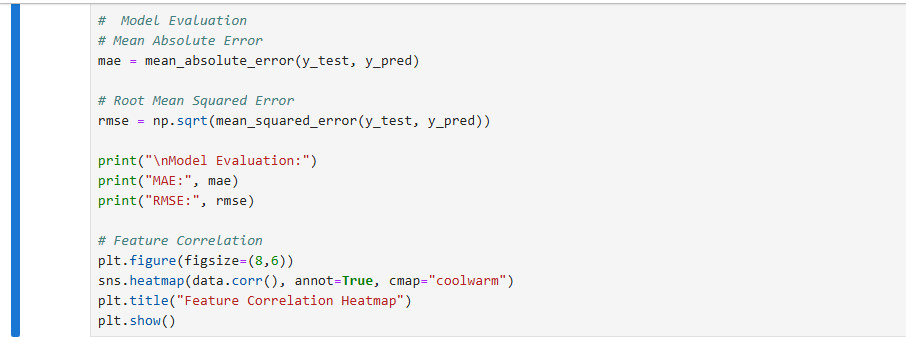 #  Model Evaluation
# Mean Absolute Error
mae = mean_absolute_error(y_test, y_pred)
# Root Mean Squared Error
rmse = np.sqrt(mean_squared_error(y_test, y_pred))
print("\nModel Evaluation:")
print("MAE:", mae)
print("RMSE:", rmse)
# Feature Correlation
plt.figure(figsize=(8,6))
sns.heatmap(data.corr(), annot=True, cmap="coolwarm")
plt.title("Feature Correlation Heatmap")
plt.show()